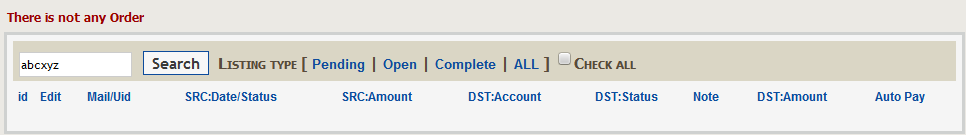 There is not any Order
abcxyz Search Listing type [ Pending | Open | Complete | ALL ] Check all
id Edit Mail/Uid SRC:Date/Status SRC:Amount DST:Account DST:Status Note DST:Amount Auto Pay